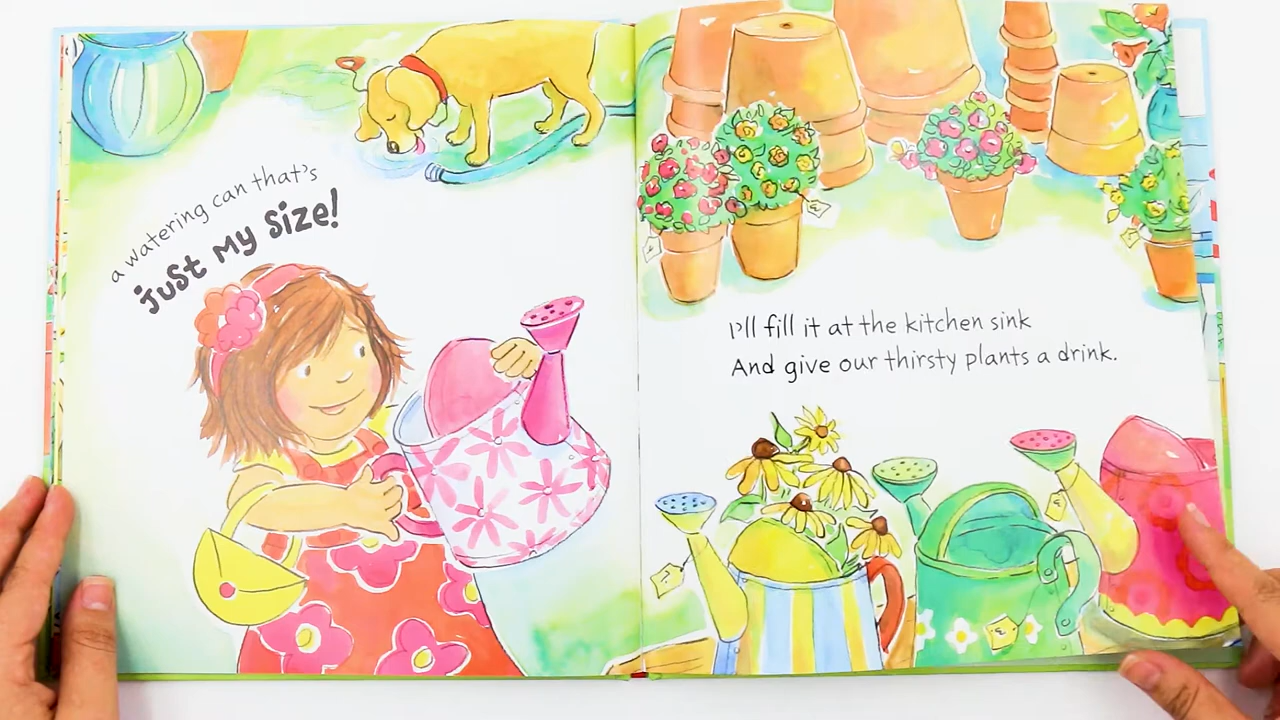 a watering can that's
just my size!
I'll fill it at the kitchen sink
And give our thirsty plants a drink.